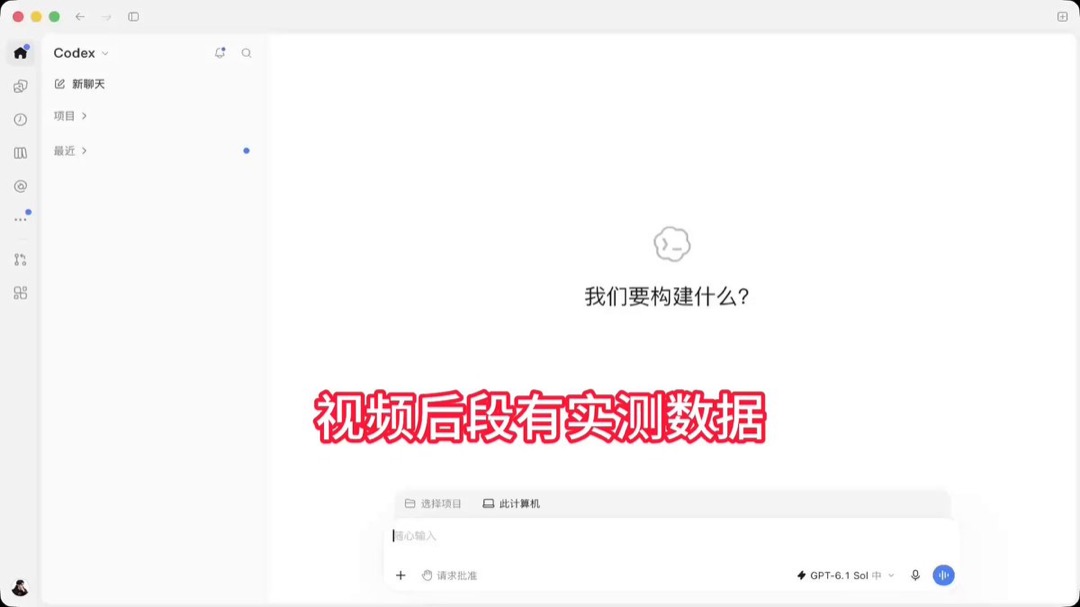 Codex
新聊天
项目
最近
我们要构建什么?
视频后段有实测数据
选择项目 此计算机
随心输入
请求批准 GPT-6.1 Sol 中